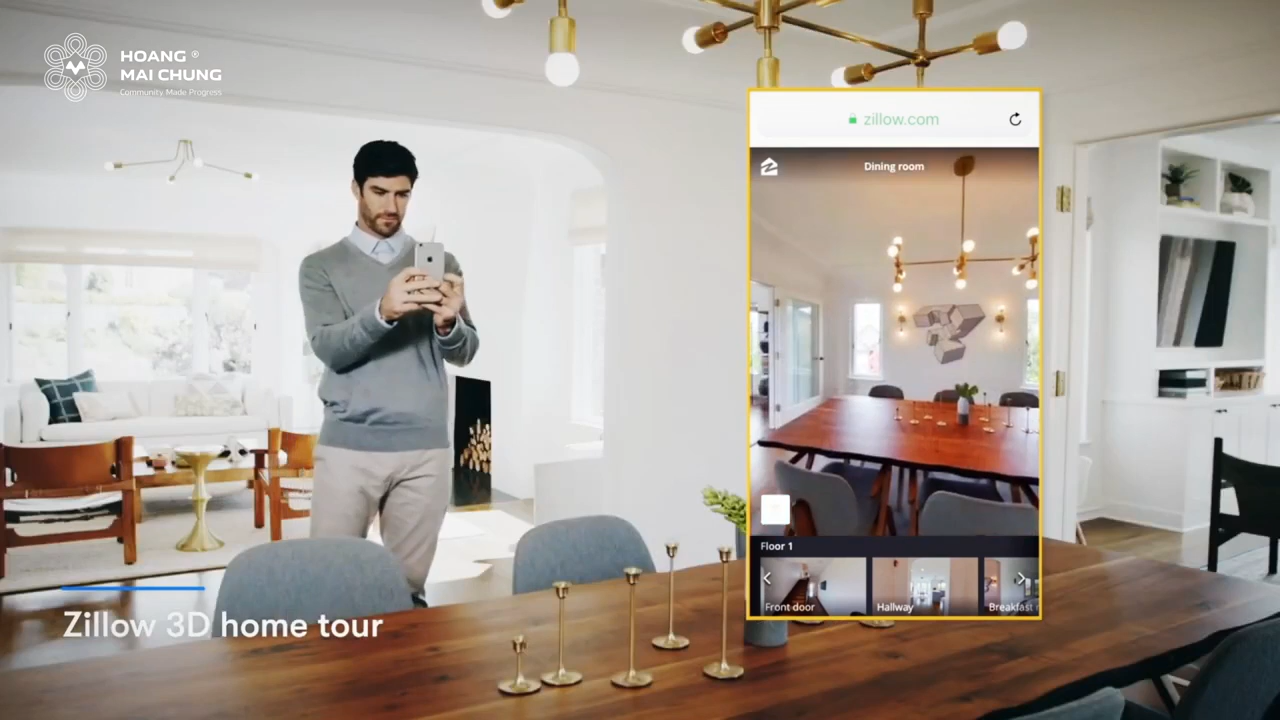 HOANG ®
MAI CHUNG
Community Made Progress
zillow.com
Dining room
Floor 1
Front door
Hallway
Breakfast
Zillow 3D home tour